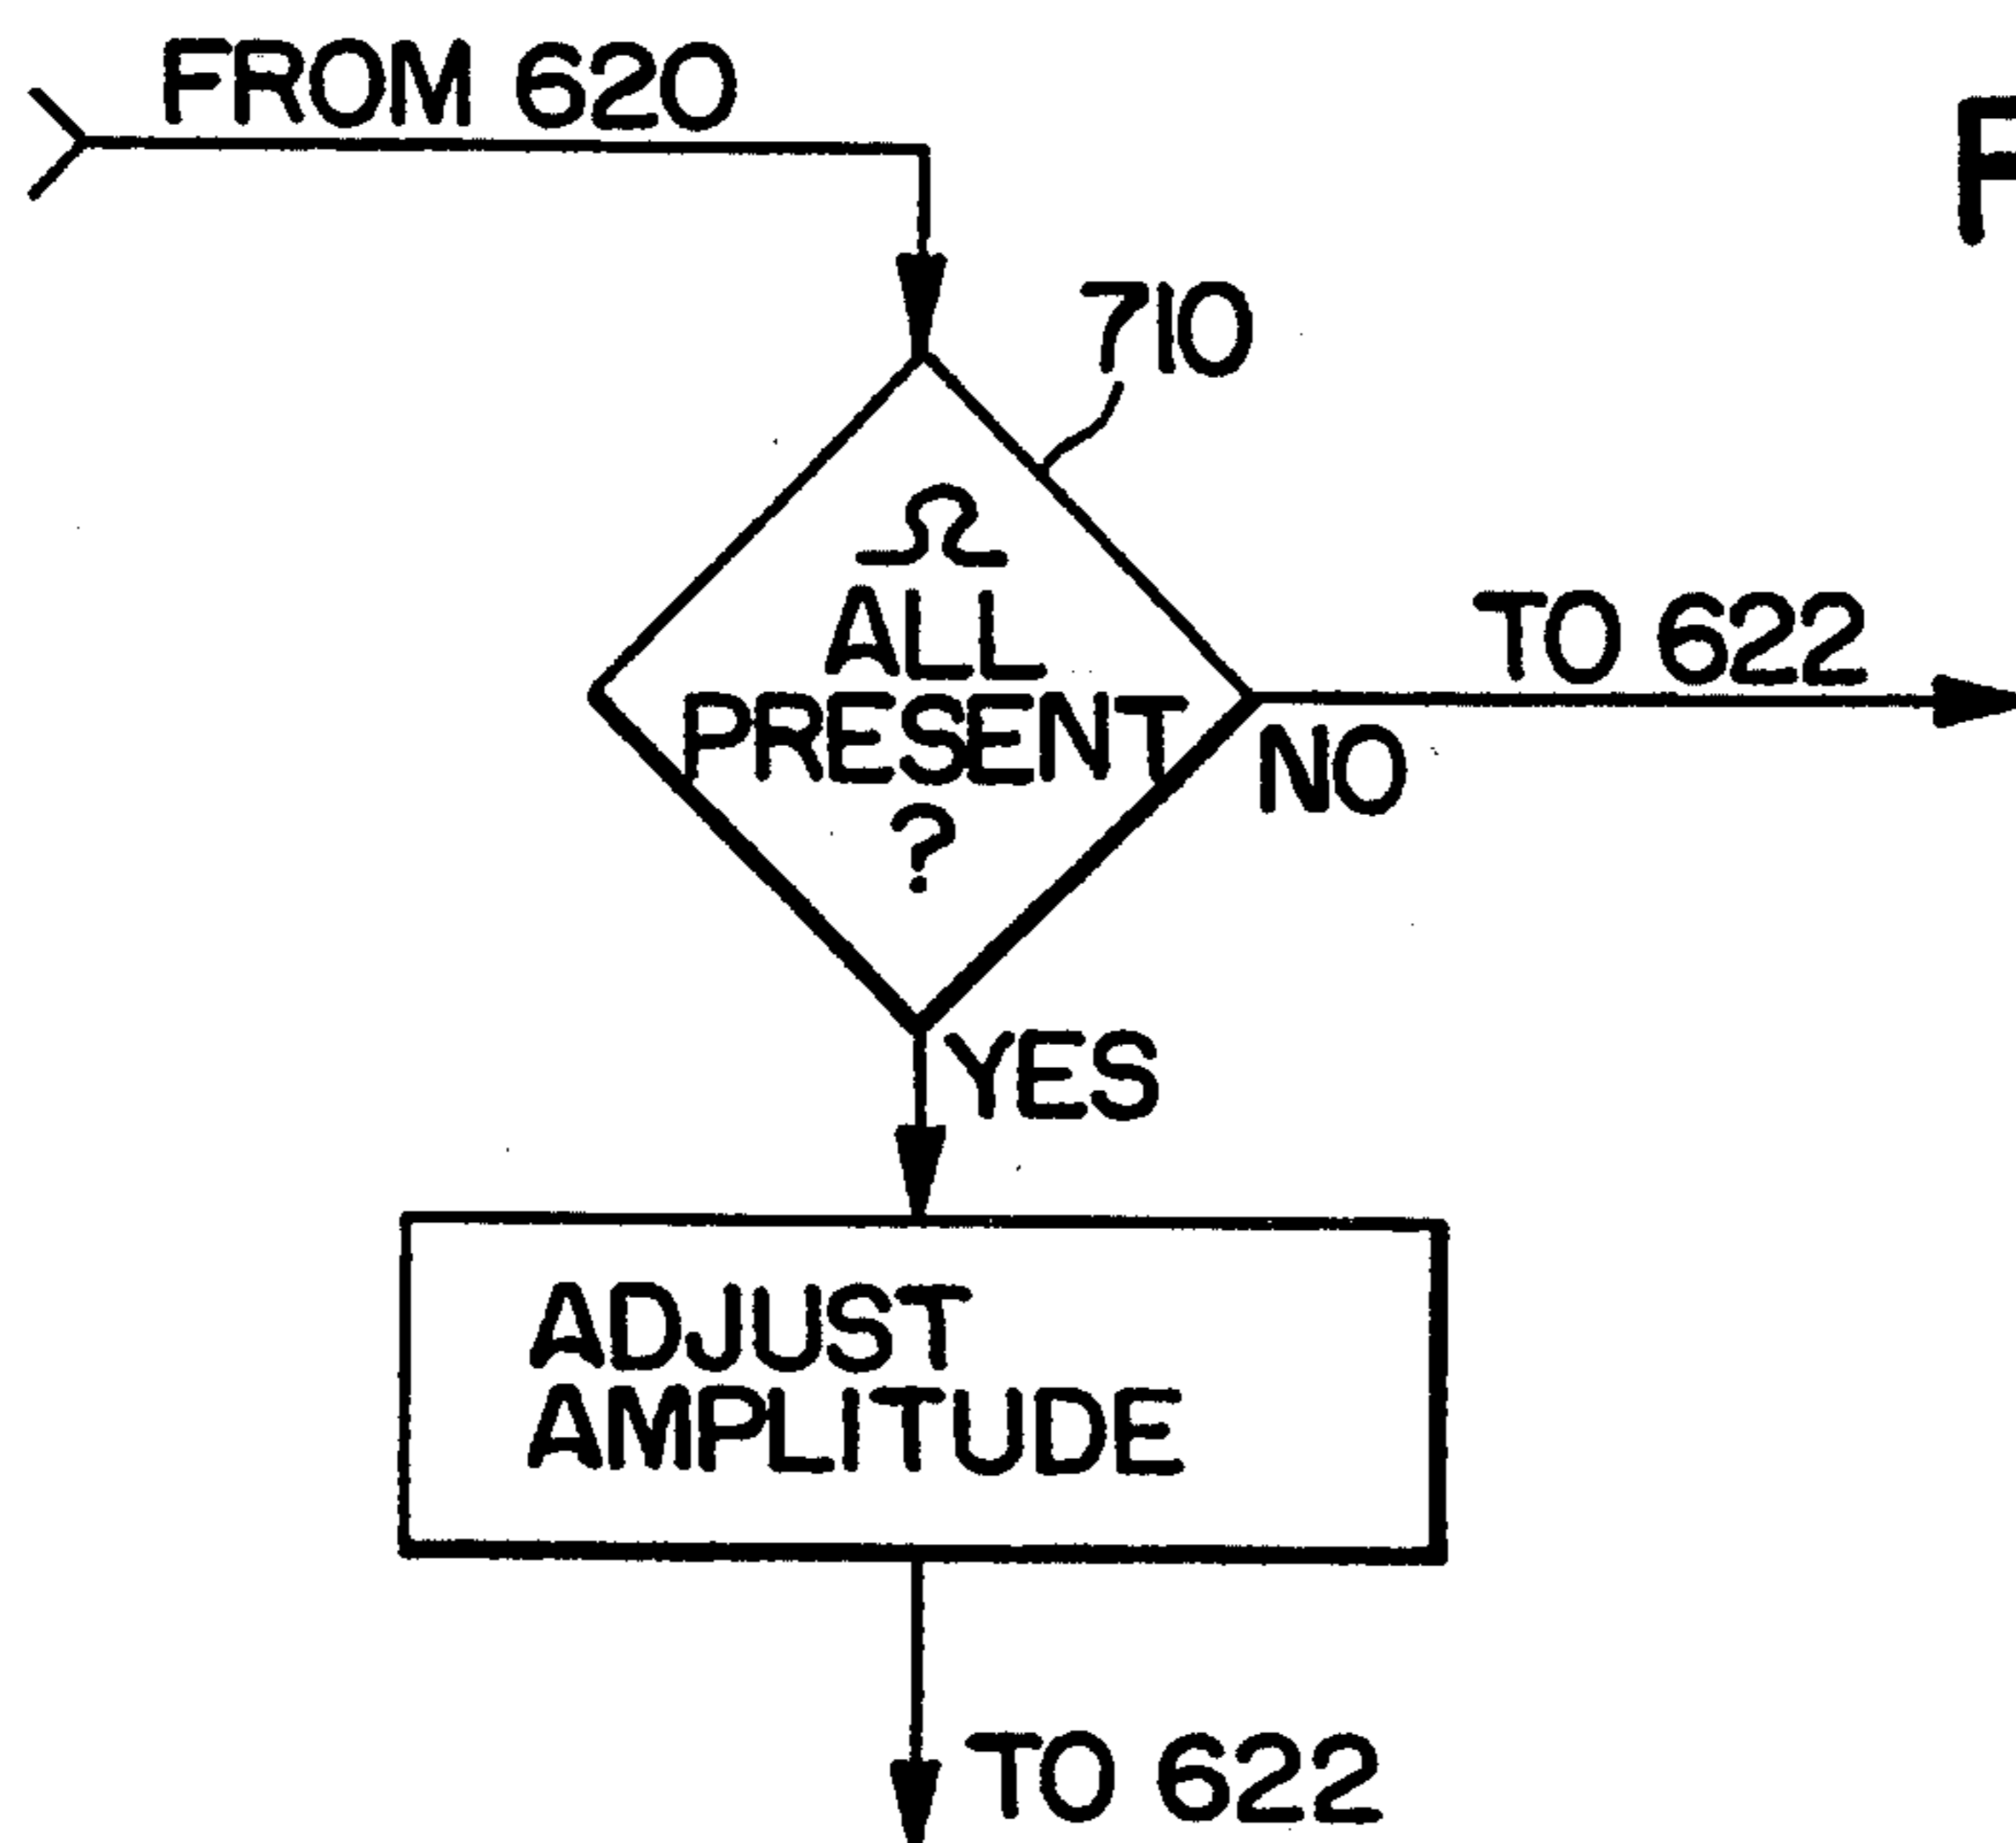 FROM 620
710
Ω
ALL
PRESENT
?
TO 622
NO
YES
ADJUST
AMPLITUDE
TO 622